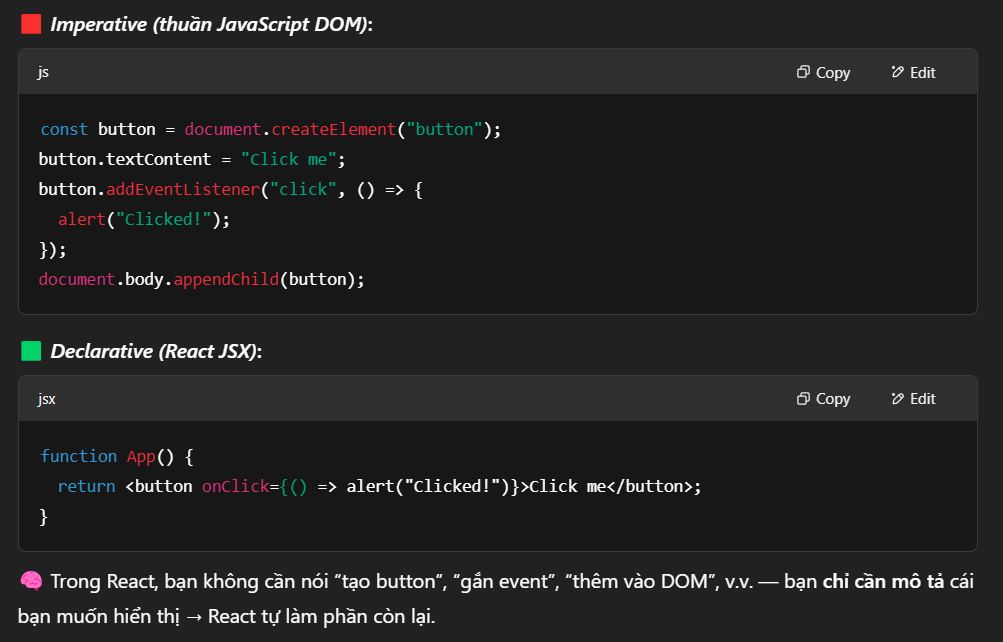 🟥 Imperative (thuần JavaScript DOM):
js Copy Edit
const button = document.createElement("button");
button.textContent = "Click me";
button.addEventListener("click", () => {
  alert("Clicked!");
});
document.body.appendChild(button);
🟩 Declarative (React JSX):
jsx Copy Edit
function App() {
  return <button onClick={() => alert("Clicked!")}>Click me</button>;
}
🧠 Trong React, bạn không cần nói “tạo button”, “gắn event”, “thêm vào DOM”, v.v. — bạn chỉ cần mô tả cái
bạn muốn hiển thị → React tự làm phần còn lại.